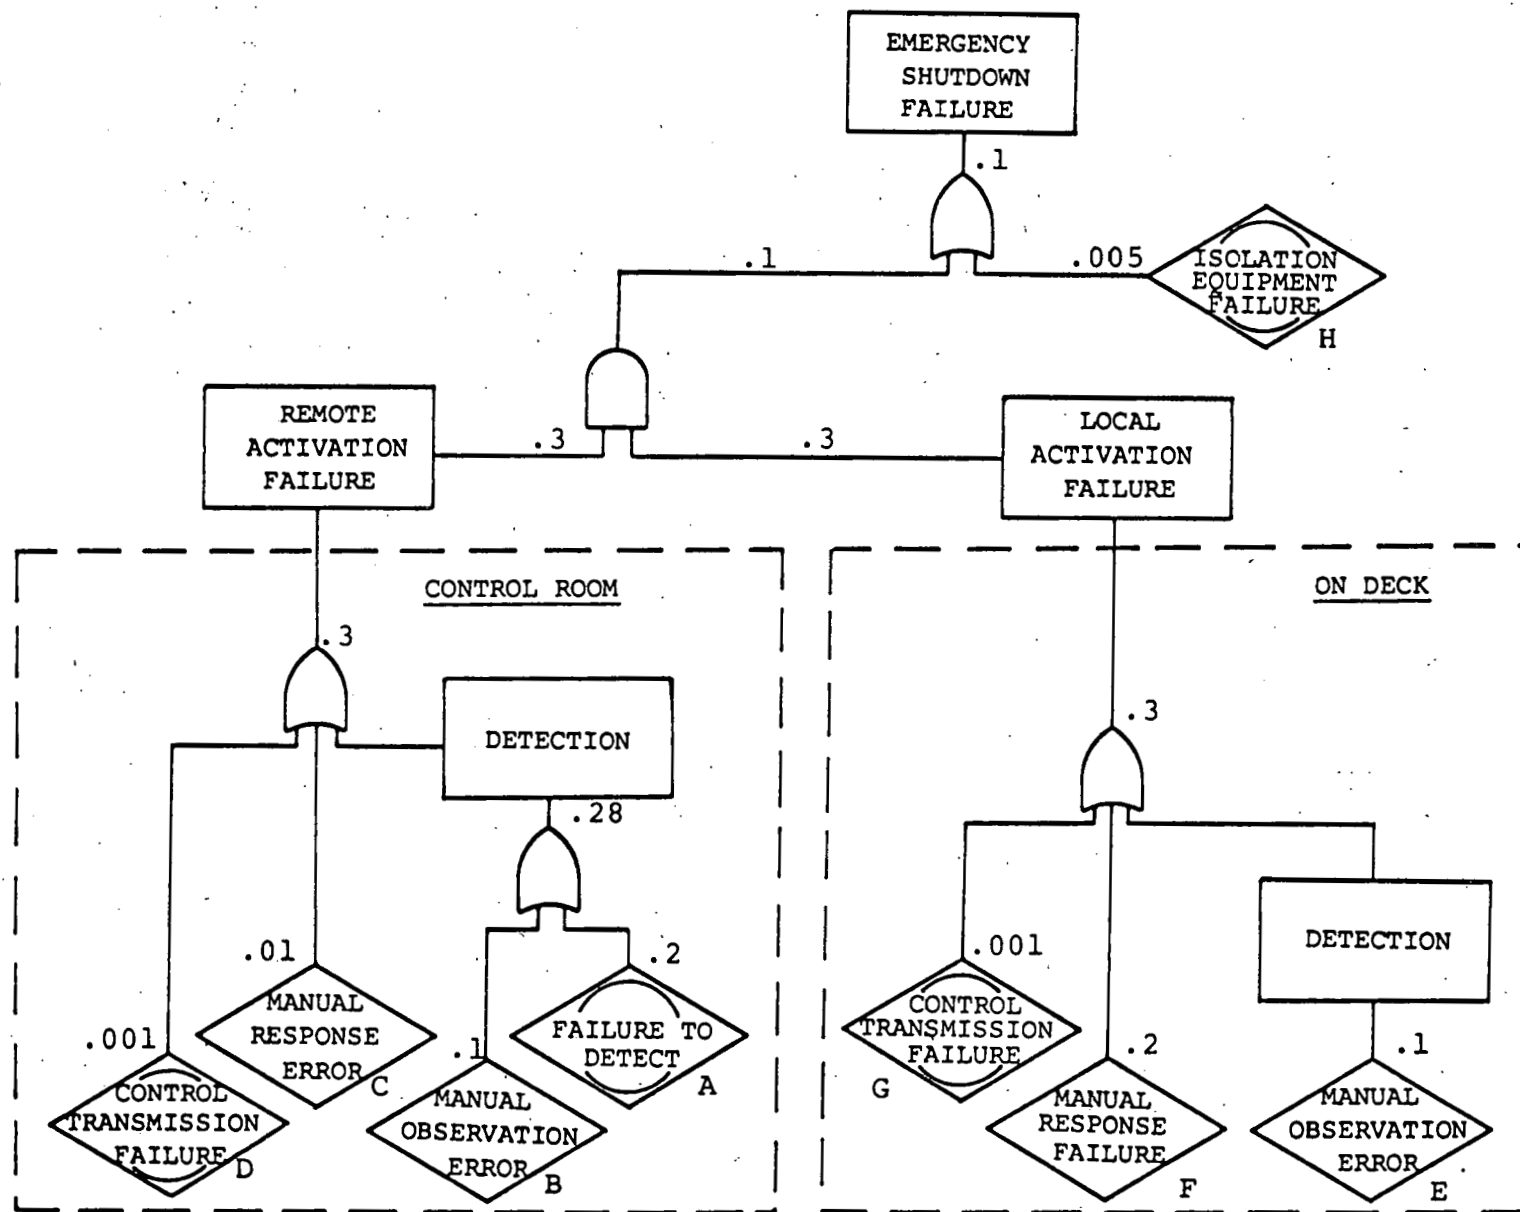 EMERGENCY
SHUTDOWN
FAILURE
.1
.1
.005
ISOLATION
EQUIPMENT
FAILURE
H
REMOTE
ACTIVATION
FAILURE
.3
.3
LOCAL
ACTIVATION
FAILURE
CONTROL ROOM
.3
DETECTION
.28
.01
MANUAL
RESPONSE
ERROR
C
.2
FAILURE TO
DETECT
A
.001
CONTROL
TRANSMISSION
FAILURE
D
.1
MANUAL
OBSERVATION
ERROR
B
ON DECK
.3
DETECTION
.001
CONTROL
TRANSMISSION
FAILURE
G
.2
MANUAL
RESPONSE
FAILURE
F
.1
MANUAL
OBSERVATION
ERROR
E